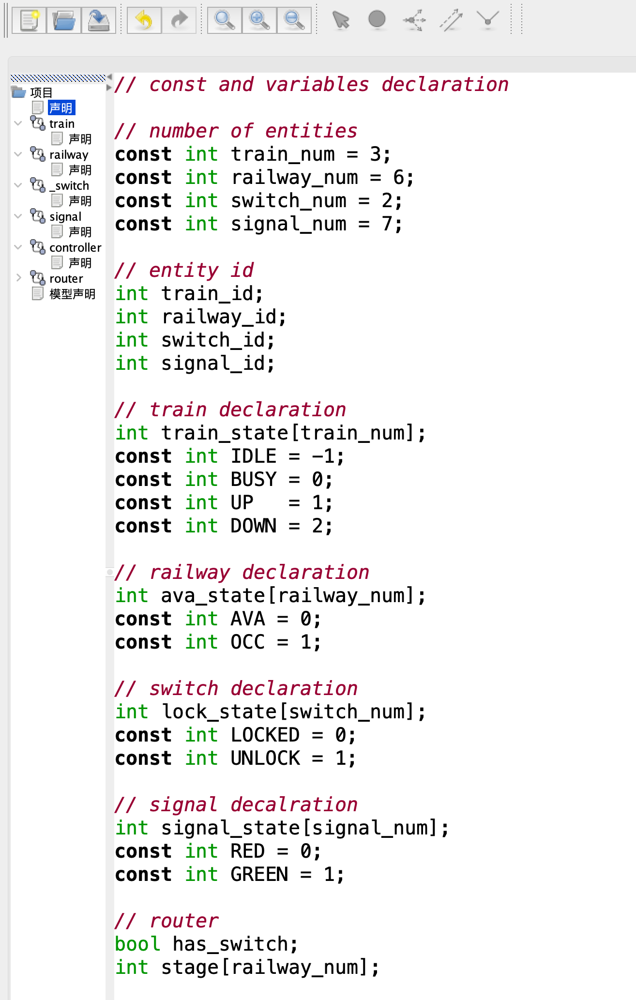 项目
声明
train
声明
railway
声明
_switch
声明
signal
声明
controller
声明
router
模型声明
// const and variables declaration
// number of entities
const int train_num = 3;
const int railway_num = 6;
const int switch_num = 2;
const int signal_num = 7;
// entity id
int train_id;
int railway_id;
int switch_id;
int signal_id;
// train declaration
int train_state[train_num];
const int IDLE = -1;
const int BUSY = 0;
const int UP   = 1;
const int DOWN = 2;
// railway declaration
int ava_state[railway_num];
const int AVA = 0;
const int OCC = 1;
// switch declaration
int lock_state[switch_num];
const int LOCKED = 0;
const int UNLOCK = 1;
// signal decalration
int signal_state[signal_num];
const int RED = 0;
const int GREEN = 1;
// router
bool has_switch;
int stage[railway_num];